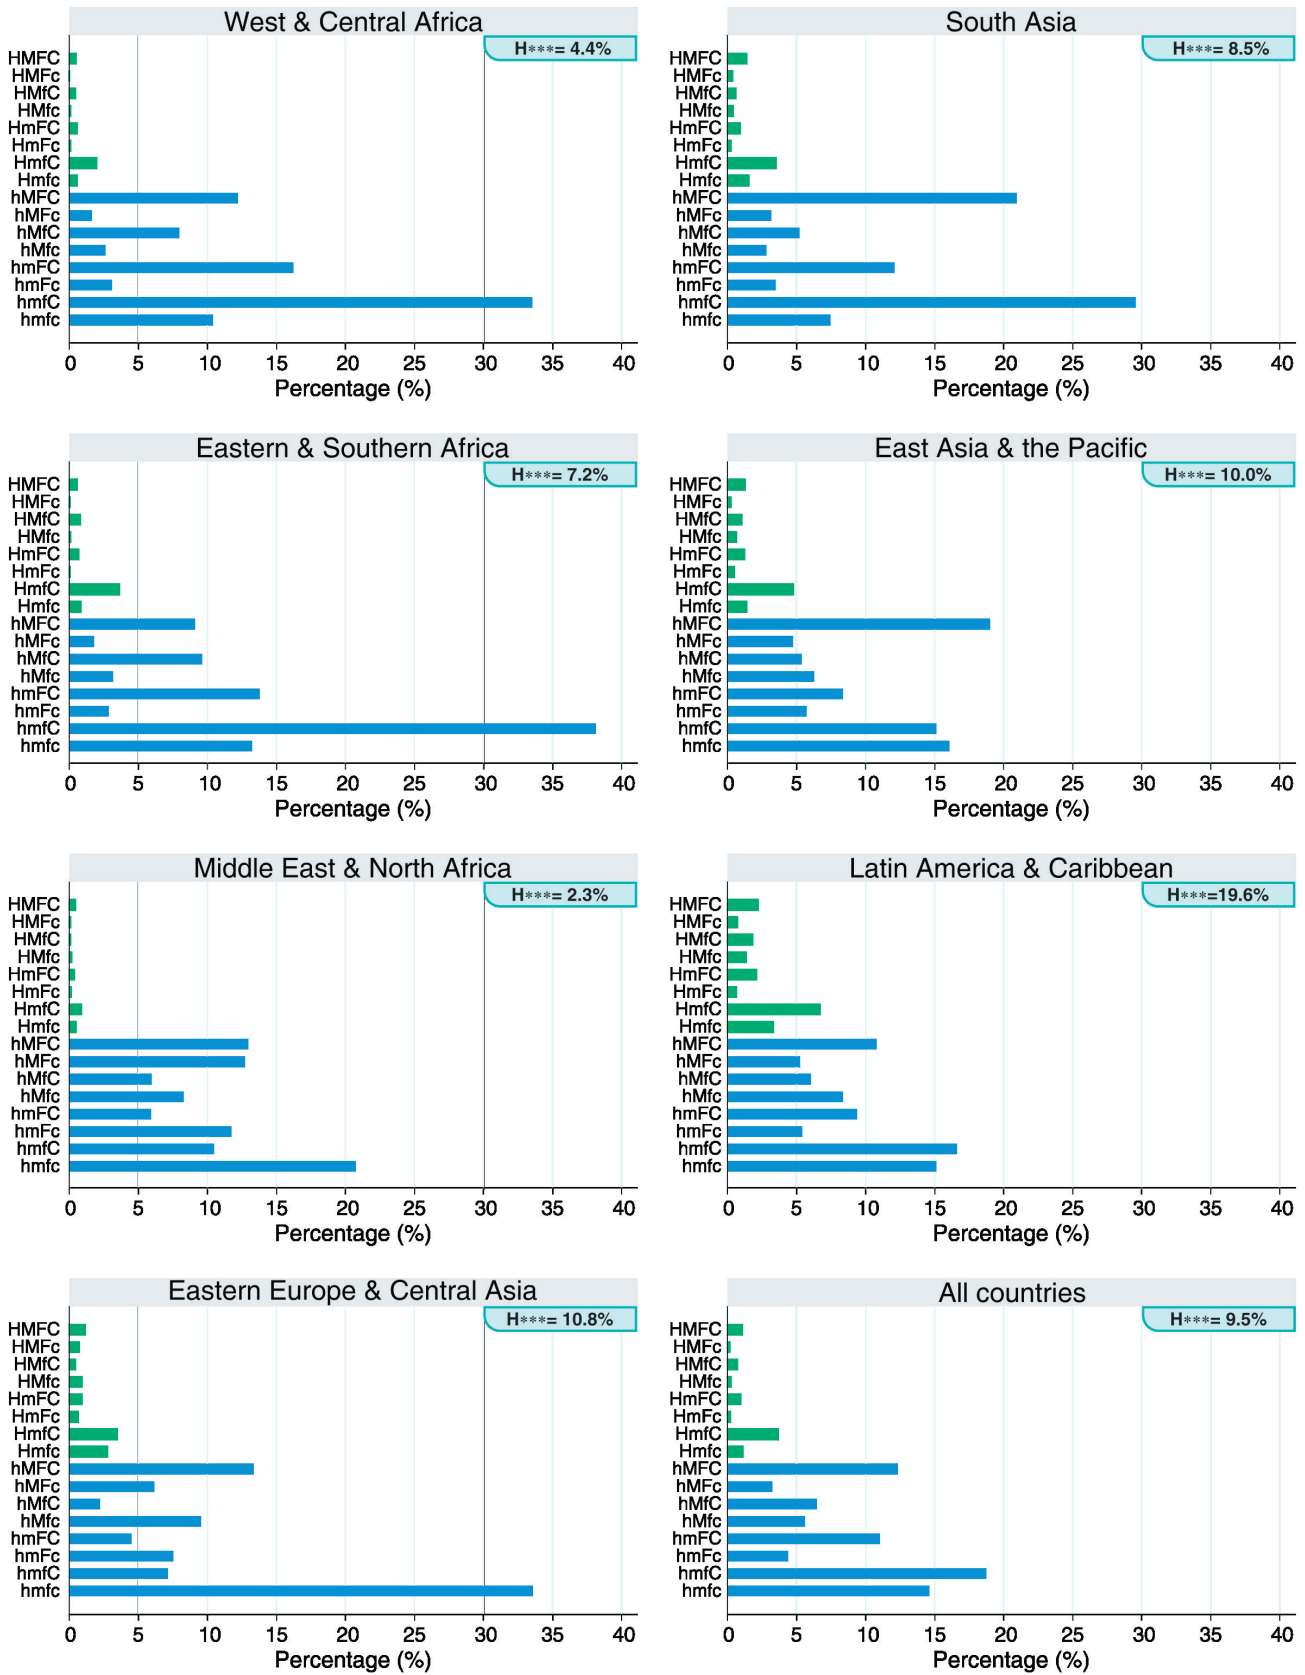 West & Central Africa
H***= 4.4%
HMFC
HMFc
HMfC
HMfc
HmFC
HmFc
HmfC
Hmfc
hMFC
hMFc
hMfC
hMfc
hmFC
hmFc
hmfC
hmfc
0 5 10 15 20 25 30 35 40
Percentage (%)
South Asia
H***= 8.5%
HMFC
HMFc
HMfC
HMfc
HmFC
HmFc
HmfC
Hmfc
hMFC
hMFc
hMfC
hMfc
hmFC
hmFc
hmfC
hmfc
0 5 10 15 20 25 30 35 40
Percentage (%)
Eastern & Southern Africa
H***= 7.2%
HMFC
HMFc
HMfC
HMfc
HmFC
HmFc
HmfC
Hmfc
hMFC
hMFc
hMfC
hMfc
hmFC
hmFc
hmfC
hmfc
0 5 10 15 20 25 30 35 40
Percentage (%)
East Asia & the Pacific
H***= 10.0%
HMFC
HMFc
HMfC
HMfc
HmFC
HmFc
HmfC
Hmfc
hMFC
hMFc
hMfC
hMfc
hmFC
hmFc
hmfC
hmfc
0 5 10 15 20 25 30 35 40
Percentage (%)
Middle East & North Africa
H***= 2.3%
HMFC
HMFc
HMfC
HMfc
HmFC
HmFc
HmfC
Hmfc
hMFC
hMFc
hMfC
hMfc
hmFC
hmFc
hmfC
hmfc
0 5 10 15 20 25 30 35 40
Percentage (%)
Latin America & Caribbean
H***=19.6%
HMFC
HMFc
HMfC
HMfc
HmFC
HmFc
HmfC
Hmfc
hMFC
hMFc
hMfC
hMfc
hmFC
hmFc
hmfC
hmfc
0 5 10 15 20 25 30 35 40
Percentage (%)
Eastern Europe & Central Asia
H***= 10.8%
HMFC
HMFc
HMfC
HMfc
HmFC
HmFc
HmfC
Hmfc
hMFC
hMFc
hMfC
hMfc
hmFC
hmFc
hmfC
hmfc
0 5 10 15 20 25 30 35 40
Percentage (%)
All countries
H***= 9.5%
HMFC
HMFc
HMfC
HMfc
HmFC
HmFc
HmfC
Hmfc
hMFC
hMFc
hMfC
hMfc
hmFC
hmFc
hmfC
hmfc
0 5 10 15 20 25 30 35 40
Percentage (%)